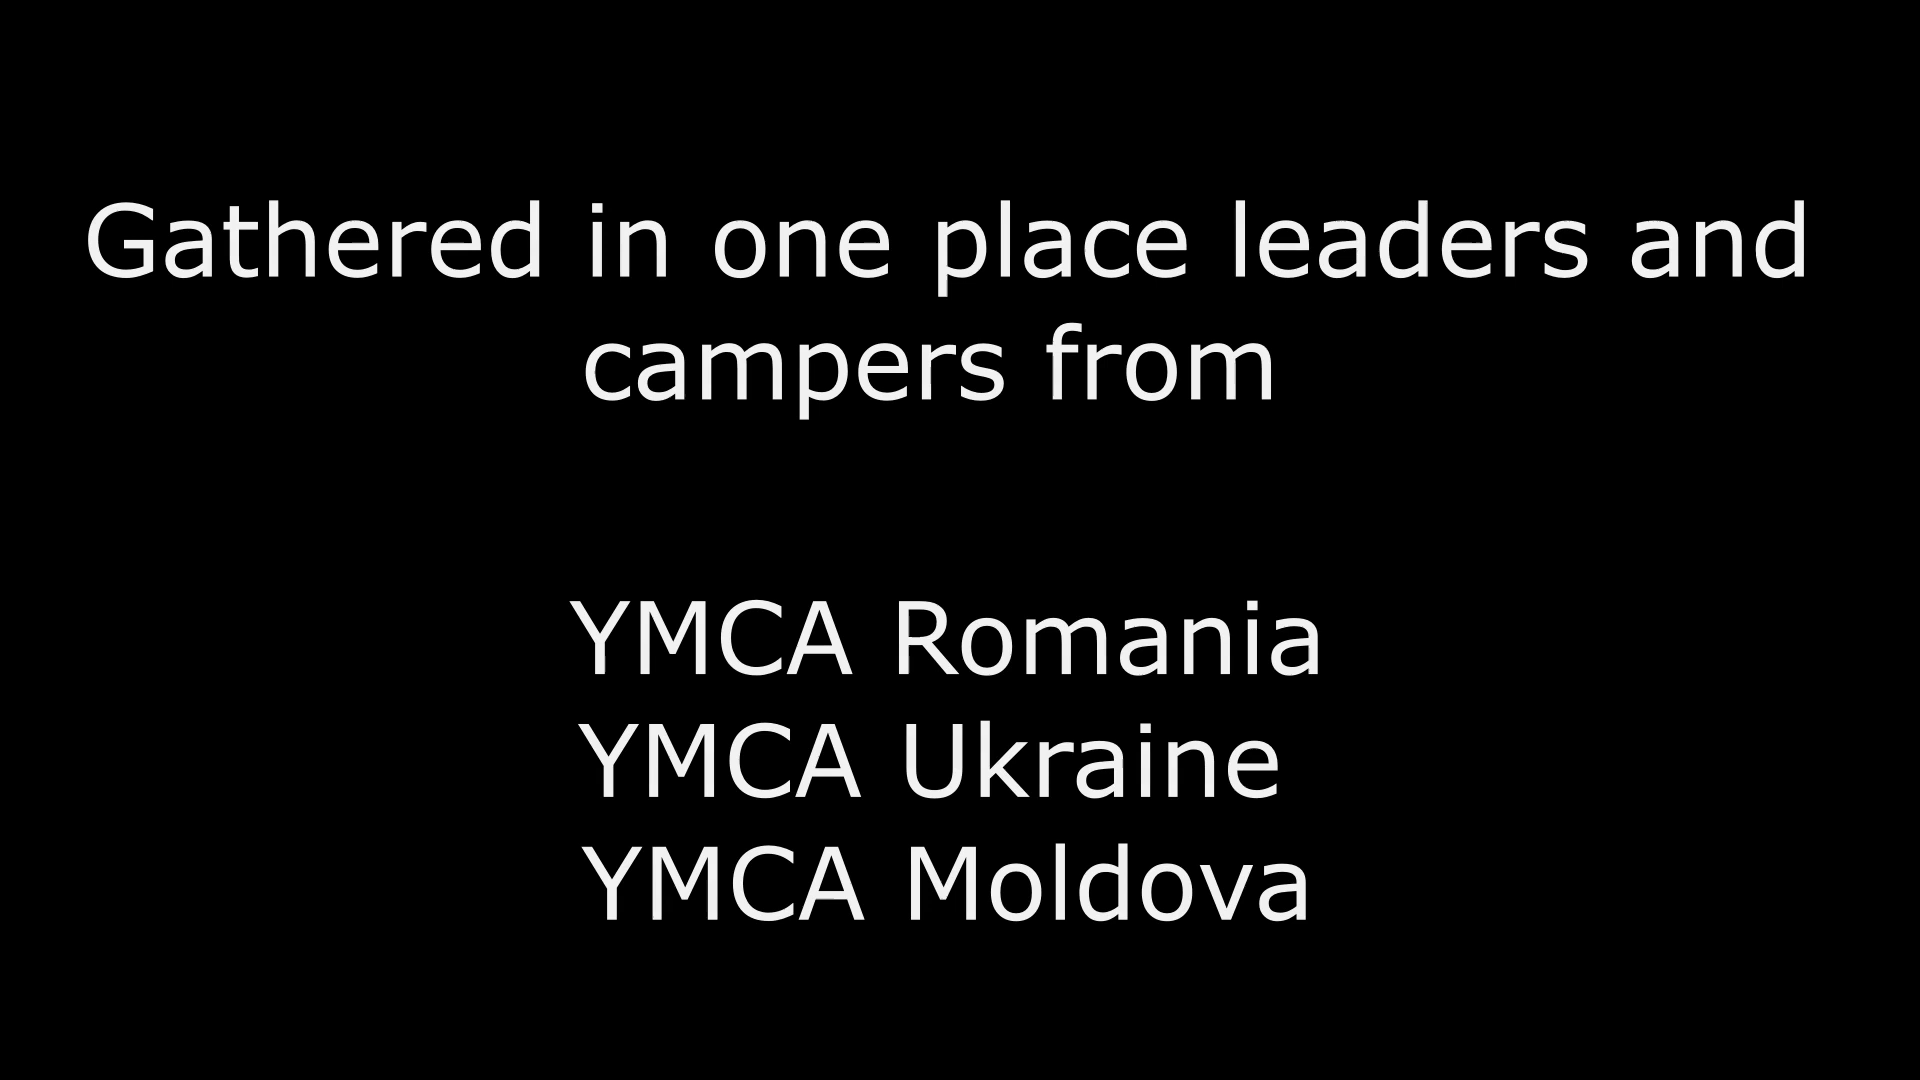 Gathered in one place leaders and
campers from
YMCA Romania
YMCA Ukraine
YMCA Moldova